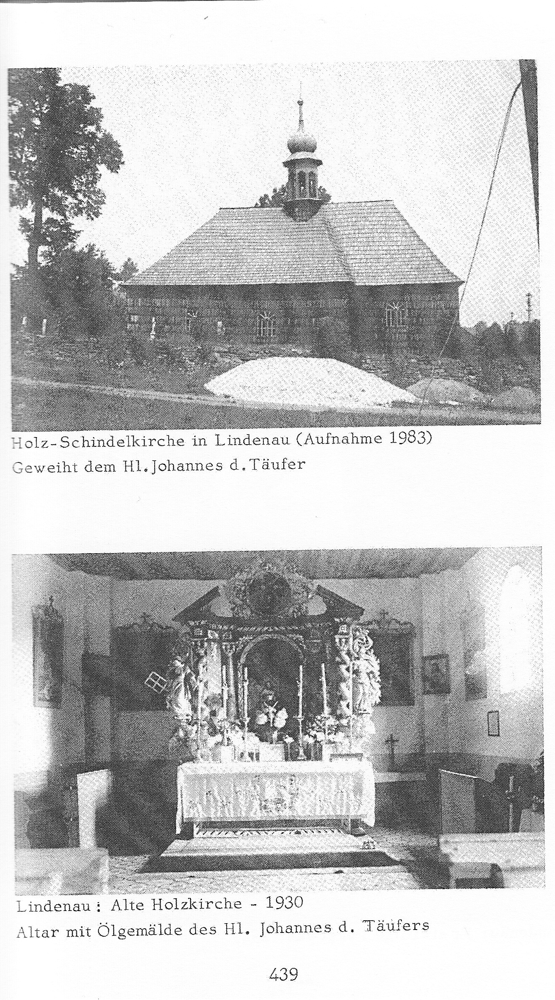 Holz-Schindelkirche in Lindenau (Aufnahme 1983)
Geweiht dem Hl.Johannes d.Täufer
Lindenau: Alte Holzkirche - 1930
Altar mit Ölgemälde des Hl. Johannes d. Täufers
439